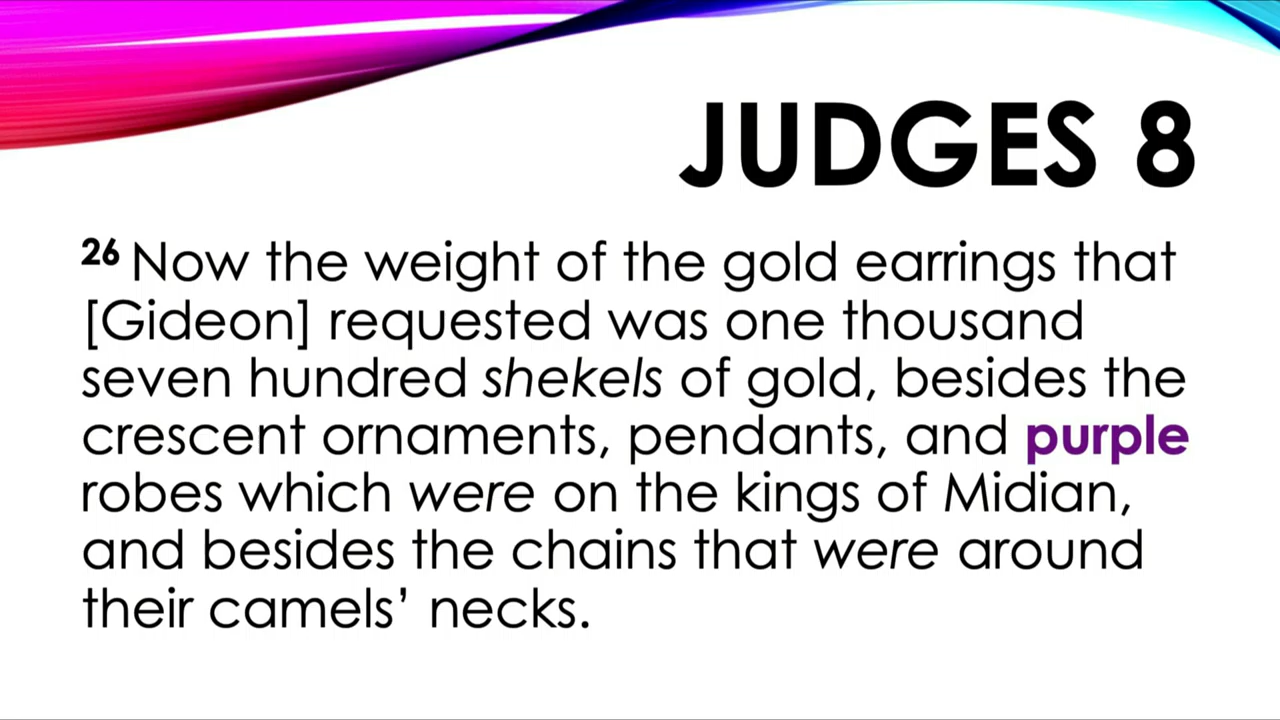 JUDGES 8
26 Now the weight of the gold earrings that
[Gideon] requested was one thousand
seven hundred shekels of gold, besides the
crescent ornaments, pendants, and purple
robes which were on the kings of Midian,
and besides the chains that were around
their camels’ necks.